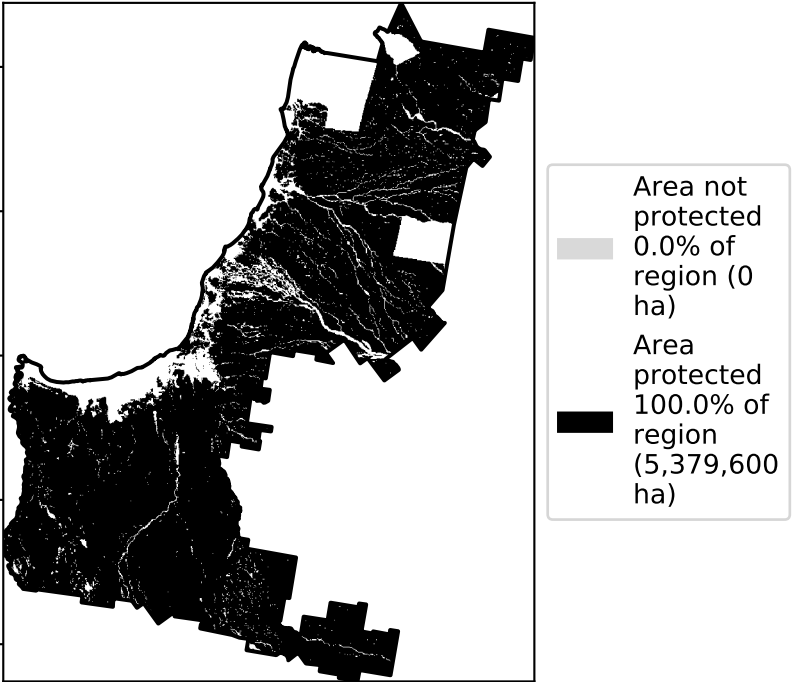 Area not
protected
0.0% of
region (0
ha)
Area
protected
100.0% of
region
(5,379,600
ha)